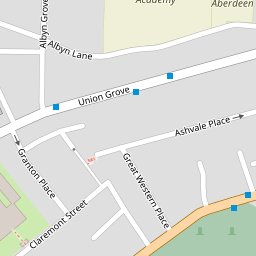 Academy
Aberdeen
Albyn Grove
Albyn Lane
Union Grove
Ashvale Place
Granton Place
Great Western Place
Claremont Street